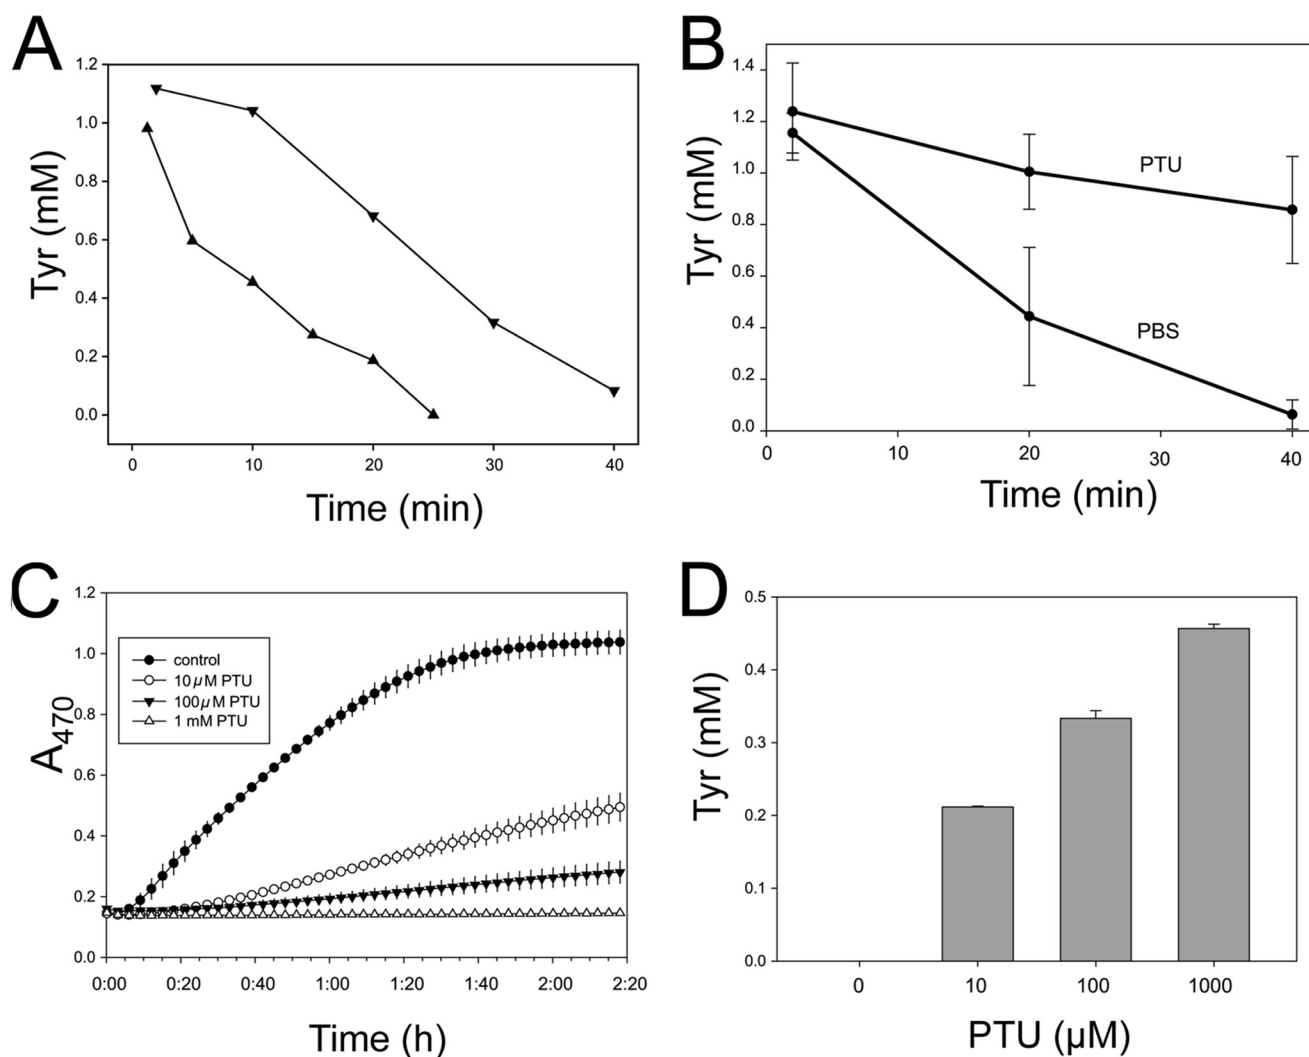 A
Tyr (mM)
1.2
1.0
0.8
0.6
0.4
0.2
0.0
0 10 20 30 40
Time (min)
B
Tyr (mM)
1.4
1.2
1.0
0.8
0.6
0.4
0.2
0.0
PTU
PBS
0 10 20 30 40
Time (min)
C
A470
1.2
1.0
0.8
0.6
0.4
0.2
0.0
control
10 µM PTU
100 µM PTU
1 mM PTU
0:00 0:20 0:40 1:00 1:20 1:40 2:00 2:20
Time (h)
D
Tyr (mM)
0.5
0.4
0.3
0.2
0.1
0.0
0 10 100 1000
PTU (µM)